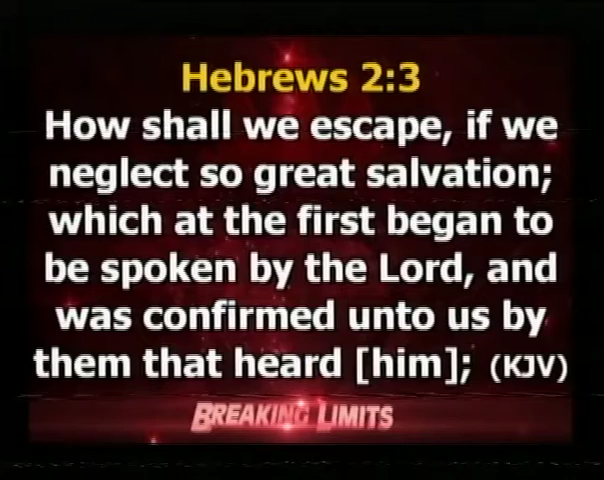 Hebrews 2:3
How shall we escape, if we
neglect so great salvation;
which at the first began to
be spoken by the Lord, and
was confirmed unto us by
them that heard [him]; (KJV)
BREAKING LIMITS